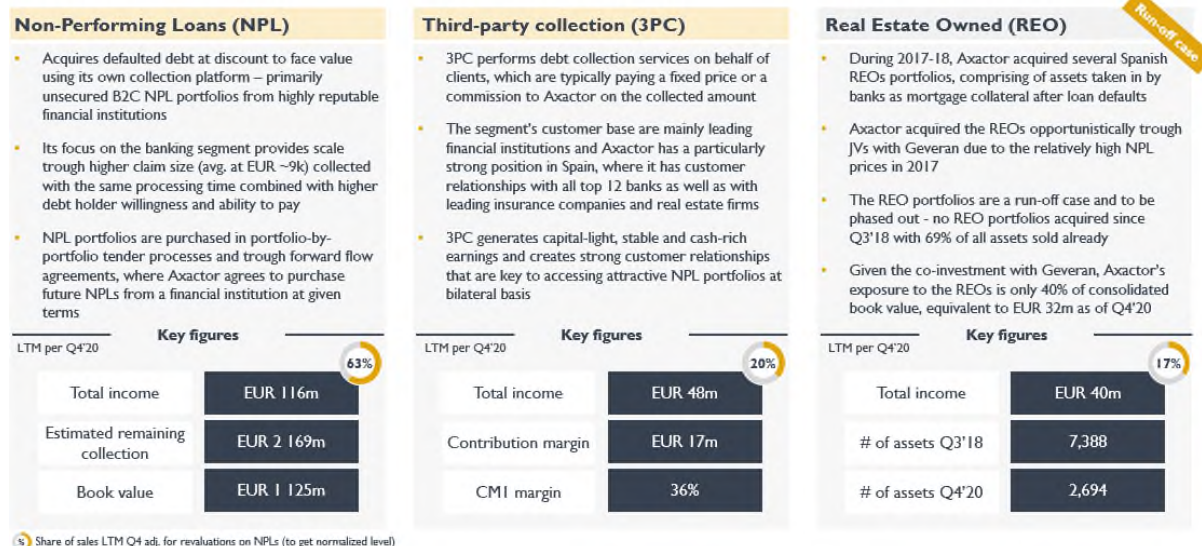 Non-Performing Loans (NPL)
• Acquires defaulted debt at discount to face value
using its own collection platform – primarily
unsecured B2C NPL portfolios from highly reputable
financial institutions
• Its focus on the banking segment provides scale
trough higher claim size (avg. at EUR ~9k) collected
with the same processing time combined with higher
debt holder willingness and ability to pay
• NPL portfolios are purchased in portfolio-by-
portfolio tender processes and trough forward flow
agreements, where Axactor agrees to purchase
future NPLs from a financial institution at given
terms
Key figures
LTM per Q4'20
63%
Total income EUR 116m
Estimated remaining
collection EUR 2 169m
Book value EUR 1 125m
Third-party collection (3PC)
• 3PC performs debt collection services on behalf of
clients, which are typically paying a fixed price or a
commission to Axactor on the collected amount
• The segment's customer base are mainly leading
financial institutions and Axactor has a particularly
strong position in Spain, where it has customer
relationships with all top 12 banks as well as with
leading insurance companies and real estate firms
• 3PC generates capital-light, stable and cash-rich
earnings and creates strong customer relationships
that are key to accessing attractive NPL portfolios at
bilateral basis
Key figures
LTM per Q4'20
20%
Total income EUR 48m
Contribution margin EUR 17m
CM1 margin 36%
Real Estate Owned (REO)
Run-off case
• During 2017-18, Axactor acquired several Spanish
REOs portfolios, comprising of assets taken in by
banks as mortgage collateral after loan defaults
• Axactor acquired the REOs opportunistically trough
JVs with Geveran due to the relatively high NPL
prices in 2017
• The REO portfolios are a run-off case and to be
phased out - no REO portfolios acquired since
Q3'18 with 69% of all assets sold already
• Given the co-investment with Geveran, Axactor's
exposure to the REOs is only 40% of consolidated
book value, equivalent to EUR 32m as of Q4'20
Key figures
LTM per Q4'20
17%
Total income EUR 40m
# of assets Q3'18 7,388
# of assets Q4'20 2,694
% Share of sales LTM Q4 adj. for revaluations on NPLs (to get normalized level)